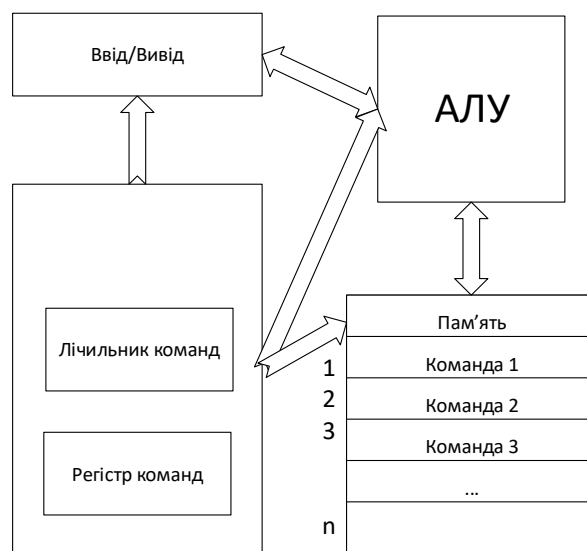 Ввід/Вивід
АЛУ
Лічильник команд
Регістр команд
Пам’ять
1 Команда 1
2 Команда 2
3 Команда 3
...
n